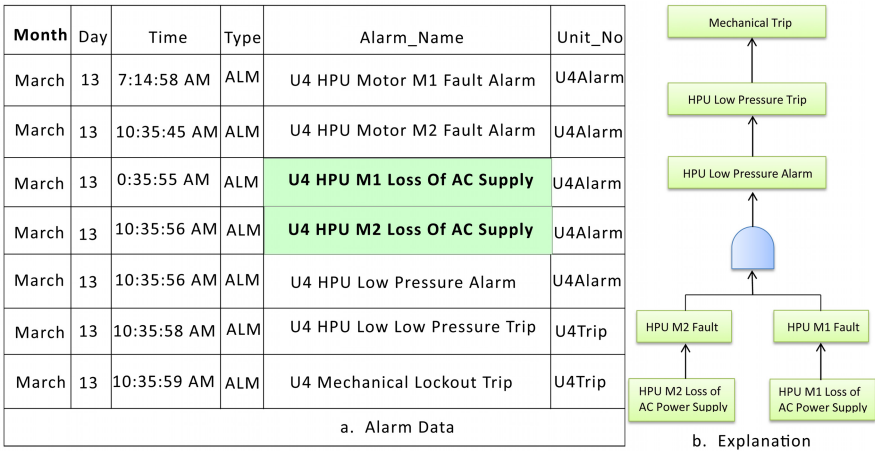 Month Day Time Type Alarm_Name Unit_No
March 13 7:14:58 AM ALM U4 HPU Motor M1 Fault Alarm U4Alarm
March 13 10:35:45 AM ALM U4 HPU Motor M2 Fault Alarm U4Alarm
March 13 0:35:55 AM ALM U4 HPU M1 Loss Of AC Supply U4Alarm
March 13 10:35:56 AM ALM U4 HPU M2 Loss Of AC Supply U4Alarm
March 13 10:35:56 AM ALM U4 HPU Low Pressure Alarm U4Alarm
March 13 10:35:58 AM ALM U4 HPU Low Low Pressure Trip U4Trip
March 13 10:35:59 AM ALM U4 Mechanical Lockout Trip U4Trip
a. Alarm Data
Mechanical Trip
HPU Low Pressure Trip
HPU Low Pressure Alarm
HPU M2 Fault
HPU M1 Fault
HPU M2 Loss of
AC Power Supply
HPU M1 Loss of
AC Power Supply
b. Explanation